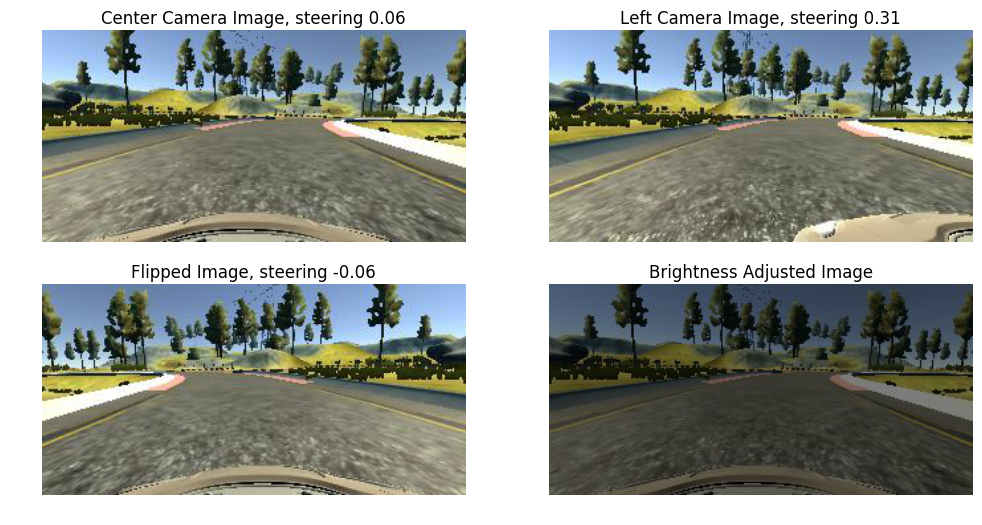 Center Camera Image, steering 0.06
Left Camera Image, steering 0.31
Flipped Image, steering -0.06
Brightness Adjusted Image